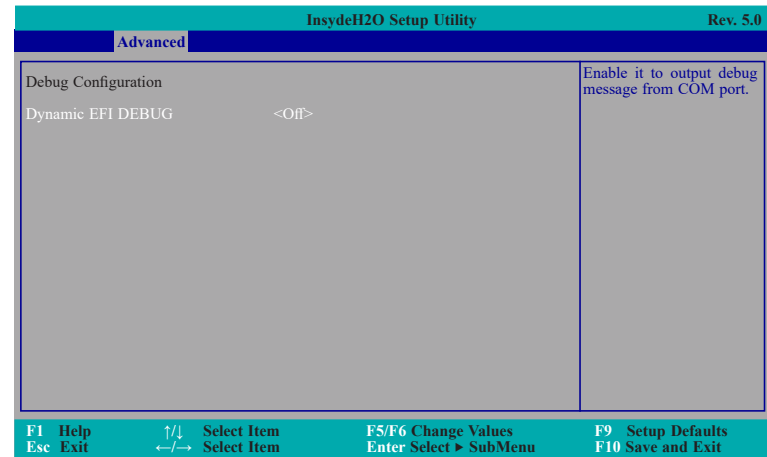 InsydeH2O Setup Utility Rev. 5.0
Advanced
Debug Configuration
Dynamic EFI DEBUG <Off>
Enable it to output debug
message from COM port.
F1 Help ↑/↓ Select Item F5/F6 Change Values F9 Setup Defaults
Esc Exit ←/→ Select Item Enter Select ▶ SubMenu F10 Save and Exit